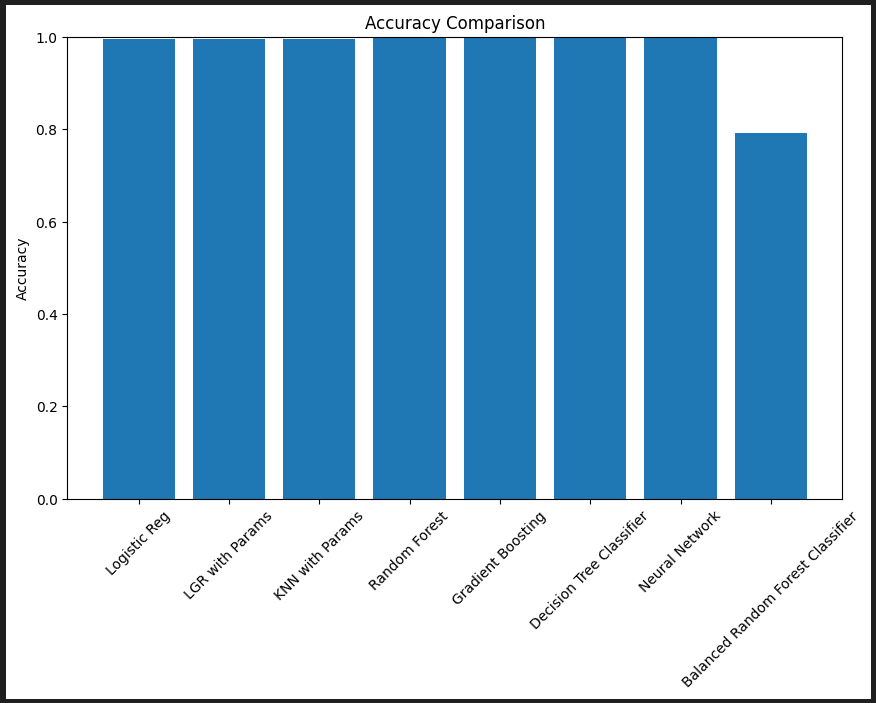 Accuracy Comparison
Accuracy
1.0
0.8
0.6
0.4
0.2
0.0
Logistic Reg
LGR with Params
KNN with Params
Random Forest
Gradient Boosting
Decision Tree Classifier
Neural Network
Balanced Random Forest Classifier